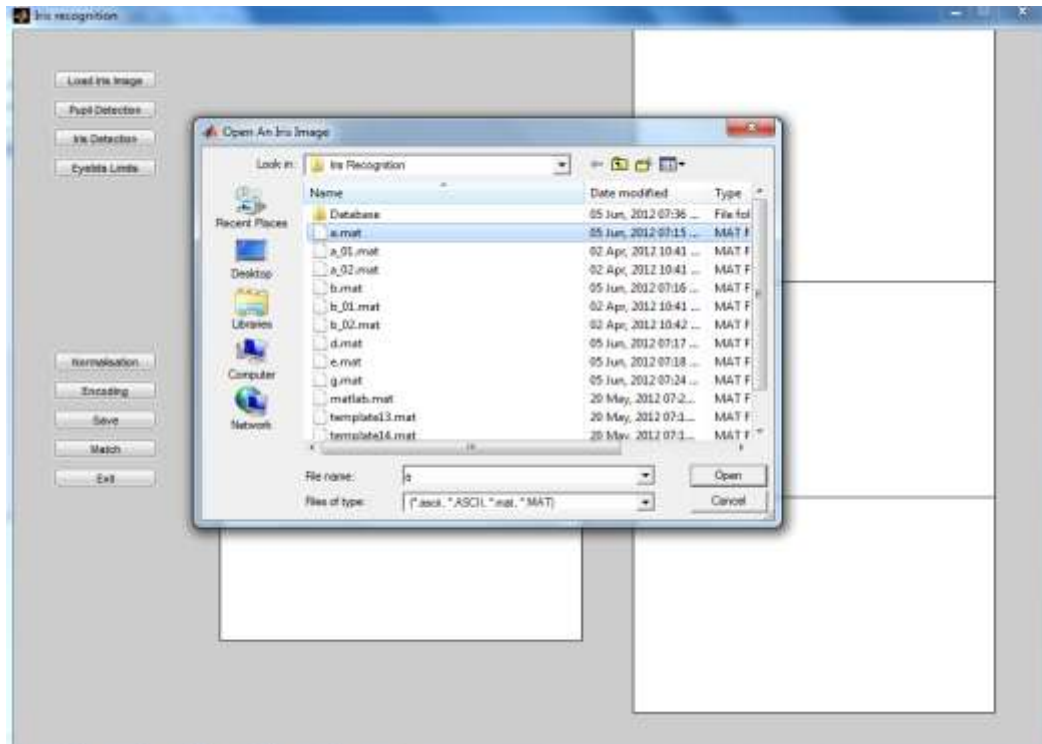 Iris recognition
Load Iris Image
Pupil Detection
Iris Detection
Eyelids Limits
Normalisation
Encoding
Save
Match
Exit
Open An Iris Image
Look in: Iris Recognition
Recent Places
Desktop
Libraries
Computer
Network
Name Date modified Type
Database 05 Jun, 2012 07:36 ... File fol
a.mat 05 Jun, 2012 07:15 ... MAT F
a_01.mat 02 Apr, 2012 10:41 ... MAT F
a_02.mat 02 Apr, 2012 10:41 ... MAT F
b.mat 05 Jun, 2012 07:16 ... MAT F
b_01.mat 02 Apr, 2012 10:41 ... MAT F
b_02.mat 02 Apr, 2012 10:42 ... MAT F
d.mat 05 Jun, 2012 07:17 ... MAT F
e.mat 05 Jun, 2012 07:18 ... MAT F
g.mat 05 Jun, 2012 07:24 ... MAT F
matlab.mat 20 May, 2012 07:2... MAT F
template13.mat 20 May, 2012 07:1... MAT F
template14.mat 20 May, 2012 07:1... MAT F
File name: a
Open
Files of type: (*.ascii, *.ASCII, *.mat, *.MAT)
Cancel